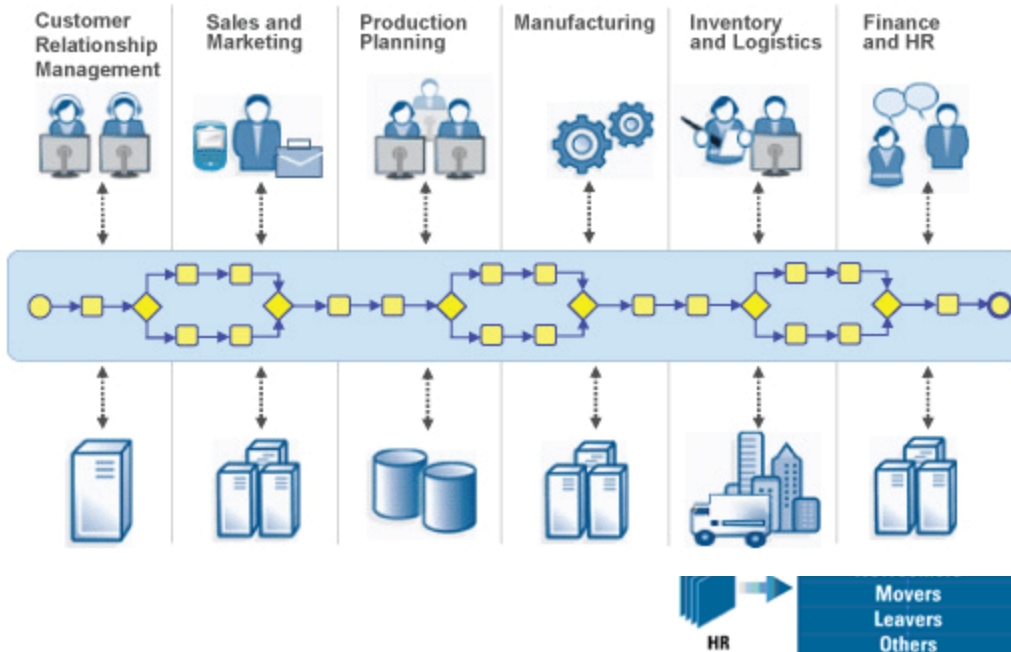 Customer
Relationship
Management
Sales and
Marketing
Production
Planning
Manufacturing
Inventory
and Logistics
Finance
and HR
HR
Movers
Leavers
Others